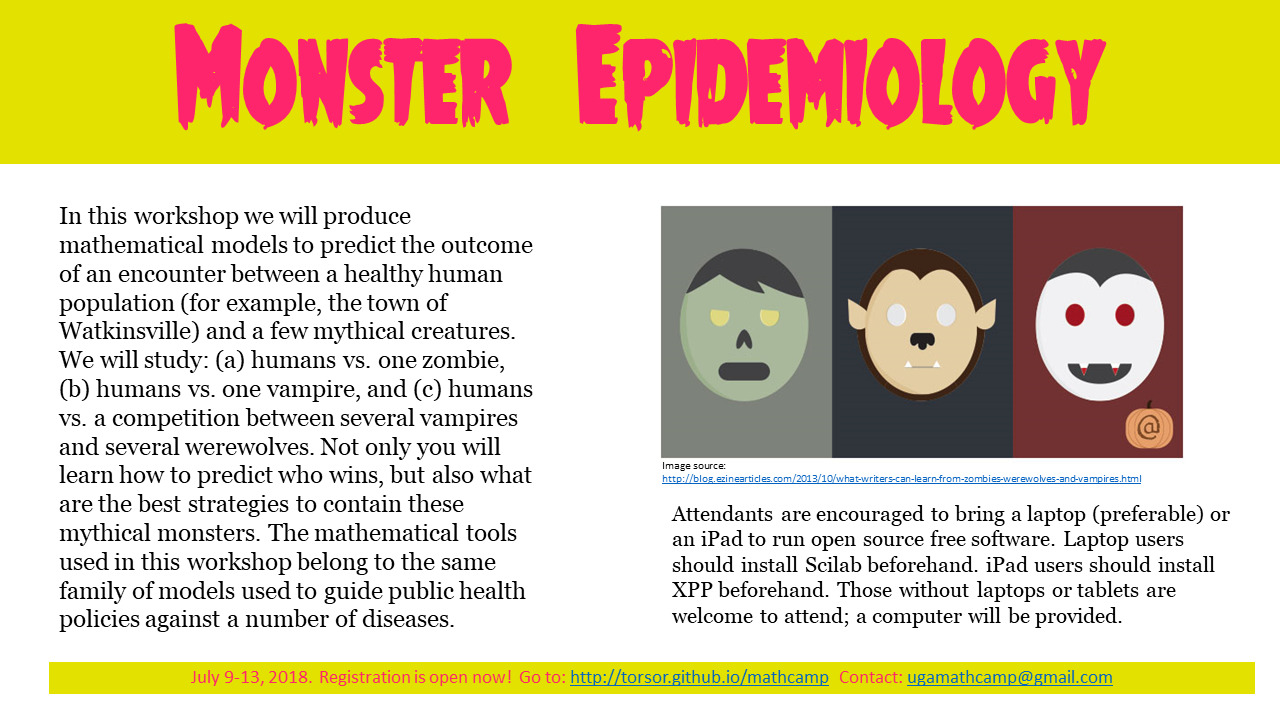 Monster Epidemiology
In this workshop we will produce
mathematical models to predict the outcome
of an encounter between a healthy human
population (for example, the town of
Watkinsville) and a few mythical creatures.
We will study: (a) humans vs. one zombie,
(b) humans vs. one vampire, and (c) humans
vs. a competition between several vampires
and several werewolves. Not only you will
learn how to predict who wins, but also what
are the best strategies to contain these
mythical monsters. The mathematical tools
used in this workshop belong to the same
family of models used to guide public health
policies against a number of diseases.
@
Image source:
http://blog.ezinearticles.com/2013/10/what-writers-can-learn-from-zombies-werewolves-and-vampires.html
Attendants are encouraged to bring a laptop (preferable) or
an iPad to run open source free software. Laptop users
should install Scilab beforehand. iPad users should install
XPP beforehand. Those without laptops or tablets are
welcome to attend; a computer will be provided.
July 9-13, 2018. Registration is open now! Go to: http://torsor.github.io/mathcamp Contact: ugamathcamp@gmail.com